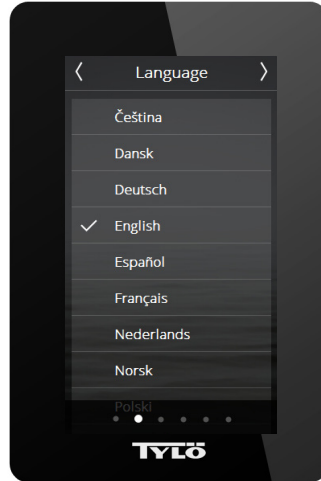 Language
Čeština
Dansk
Deutsch
English
Español
Français
Nederlands
Norsk
Polski
TYLÖ